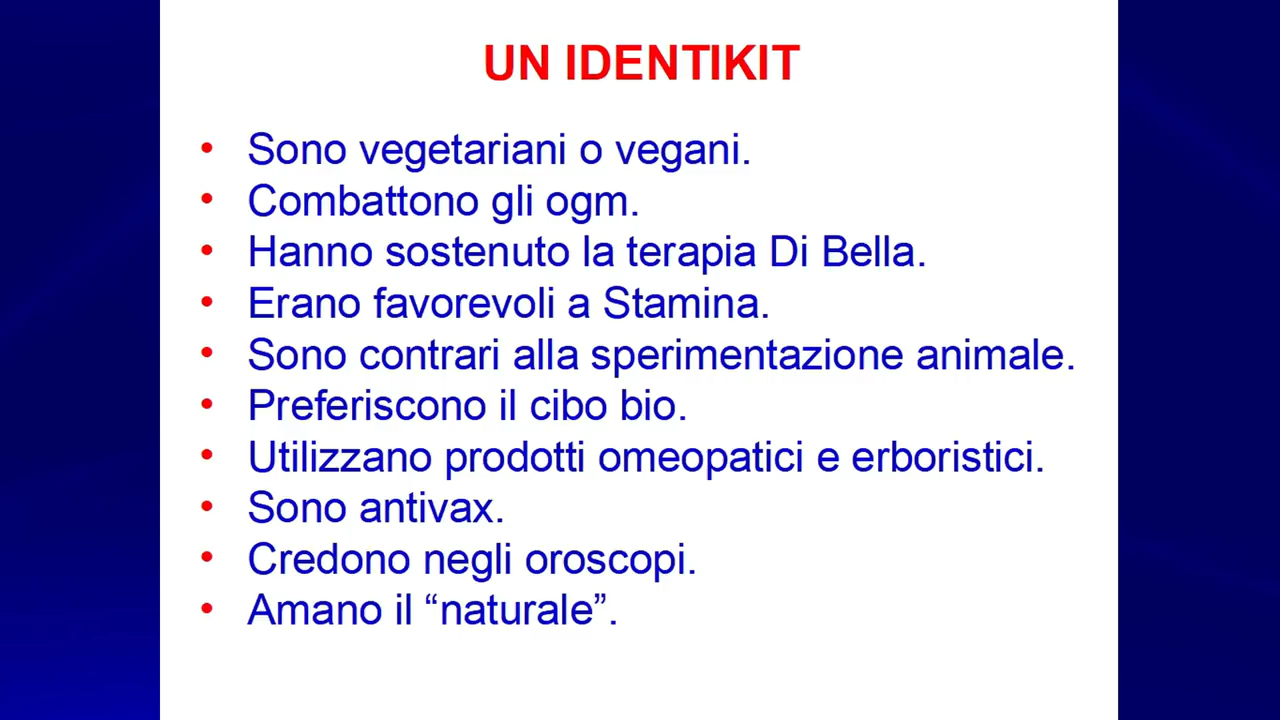 UN IDENTIKIT
• Sono vegetariani o vegani.
• Combattono gli ogm.
• Hanno sostenuto la terapia Di Bella.
• Erano favorevoli a Stamina.
• Sono contrari alla sperimentazione animale.
• Preferiscono il cibo bio.
• Utilizzano prodotti omeopatici e erboristici.
• Sono antivax.
• Credono negli oroscopi.
• Amano il “naturale”.